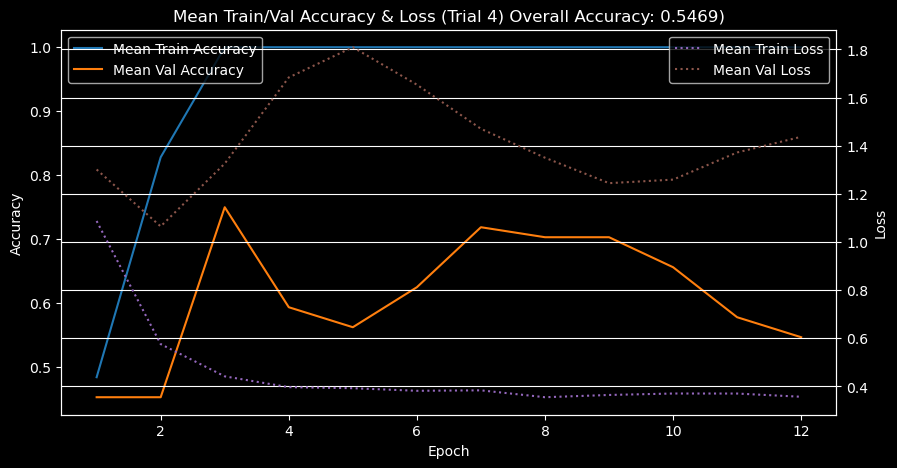 Mean Train/Val Accuracy & Loss (Trial 4) Overall Accuracy: 0.5469)
Mean Train Accuracy
Mean Val Accuracy
Mean Train Loss
Mean Val Loss
1.0
0.9
0.8
0.7
0.6
0.5
Accuracy
1.8
1.6
1.4
1.2
1.0
0.8
0.6
0.4
Loss
2 4 6 8 10 12
Epoch